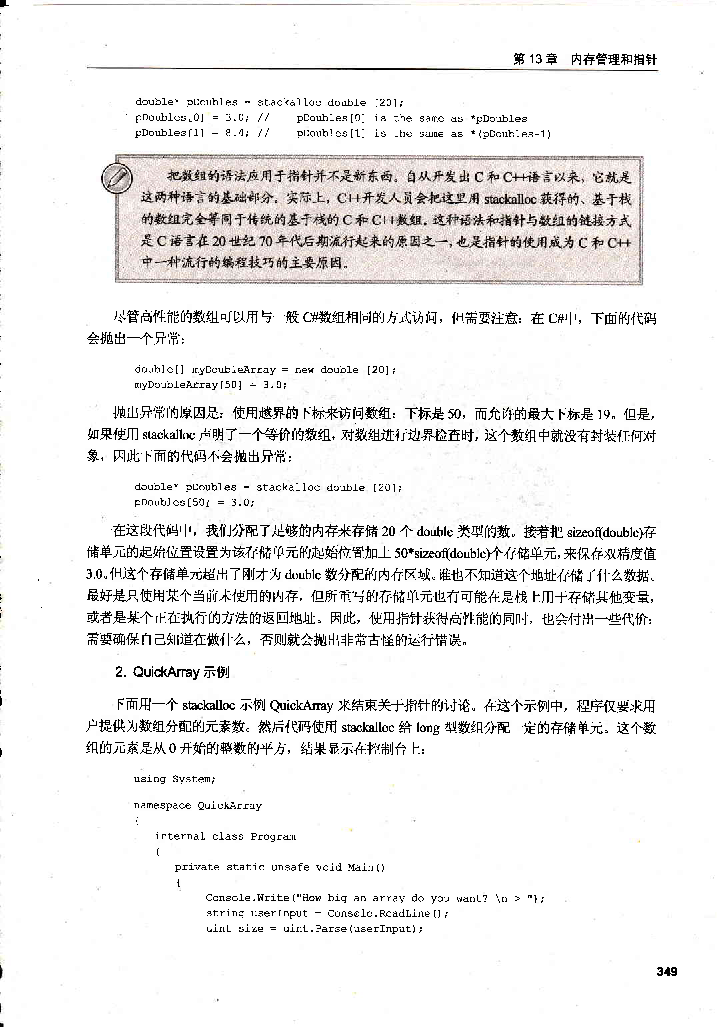 第 13 章 内存管理和指针
double* pDoubles = stackalloc double [20];
pDoubles[0] = 3.0; // pDoubles[0] is the same as *pDoubles
pDoubles[1] = 8.4; // pDoubles[1] is the same as *(pDoubles+1)
把数组的语法应用于指针并不是新东西。自从开发出 C 和 C++语言以来，它就是
这两种语言的基础部分。实际上，C++开发人员会把这里用 stackalloc 获得的、基于栈
的数组完全等同于传统的基于栈的 C 和 C++数组。这种语法和指针与数组的链接方式
是 C 语言在 20 世纪 70 年代后期流行起来的原因之一，也是指针的使用成为 C 和 C++
中一种流行的编程技巧的主要原因。
尽管高性能的数组可以用与一般 C#数组相同的方式访问，但需要注意：在 C#中，下面的代码
会抛出一个异常：
double[] myDoubleArray = new double [20];
myDoubleArray[50] = 3.0;
抛出异常的原因是：使用越界的下标来访问数组：下标是 50，而允许的最大下标是 19。但是，
如果使用 stackalloc 声明了一个等价的数组，对数组进行边界检查时，这个数组中就没有封装任何对
象，因此下面的代码不会抛出异常：
double* pDoubles = stackalloc double [20];
pDoubles[50] = 3.0;
在这段代码中，我们分配了足够的内存来存储 20 个 double 类型的数。接着把 sizeof(double)存
储单元的起始位置设置为该存储单元的起始位置加上 50*sizeof(double)个存储单元，来保存双精度值
3.0。但这个存储单元超出了刚才为 double 数分配的内存区域。谁也不知道这个地址存储了什么数据。
最好是只使用某个当前未使用的内存，但所重写的存储单元也有可能在是栈上用于存储其他变量，
或者是某个正在执行的方法的返回地址。因此，使用指针获得高性能的同时，也会付出一些代价：
需要确保自己知道在做什么，否则就会抛出非常古怪的运行错误。
2. QuickArray 示例
下面用一个 stackalloc 示例 QuickArray 来结束关于指针的讨论。在这个示例中，程序仅要求用
户提供为数组分配的元素数。然后代码使用 stackalloc 给 long 型数组分配一定的存储单元。这个数
组的元素是从 0 开始的整数的平方，结果显示在控制台上：
using System;
namespace QuickArray
{
internal class Program
{
private static unsafe void Main()
{
Console.Write("How big an array do you want? \n > ");
string userInput = Console.ReadLine();
uint size = uint.Parse(userInput);
349